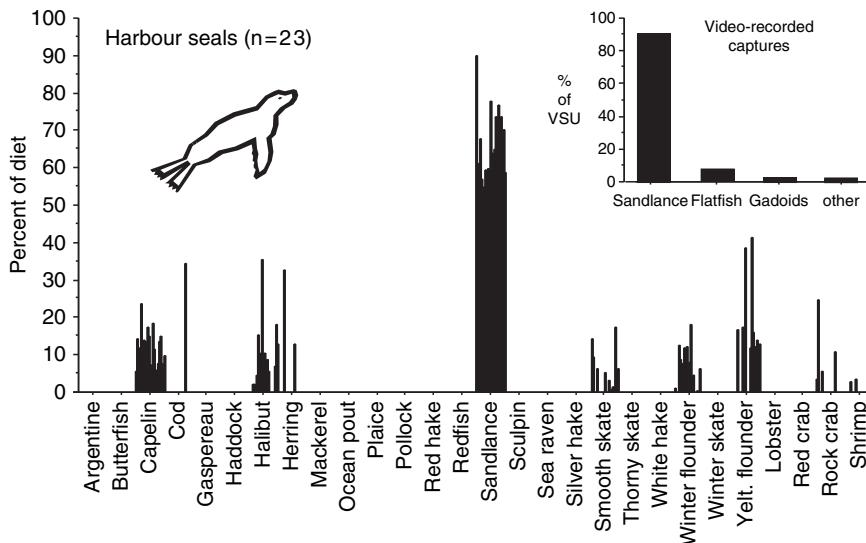 Harbour seals (n=23)
Percent of diet
100
90
80
70
60
50
40
30
20
10
0
Argentine
Butterfish
Capelin
Cod
Gaspereau
Haddock
Halibut
Herring
Mackerel
Ocean pout
Plaice
Pollock
Red hake
Redfish
Sandlance
Sculpin
Sea raven
Silver hake
Smooth skate
Thorny skate
White hake
Winter flounder
Winter skate
Yelt. flounder
Lobster
Red crab
Rock crab
Shrimp
Video-recorded
captures
%
of
VSU
100
80
60
40
20
0
Sandlance
Flatfish
Gadoids
other